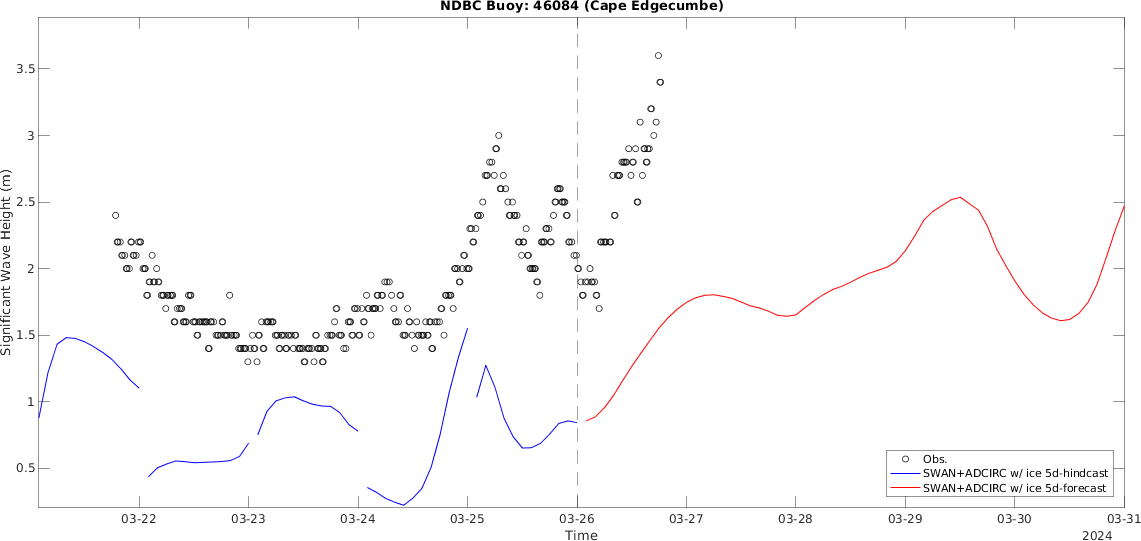 NDBC Buoy: 46084 (Cape Edgecumbe)
Significant Wave Height (m)
3.5
3
2.5
2
1.5
1
0.5
Obs.
SWAN+ADCIRC w/ ice 5d-hindcast
SWAN+ADCIRC w/ ice 5d-forecast
03-22 03-23 03-24 03-25 03-26 03-27 03-28 03-29 03-30 03-31
Time
2024